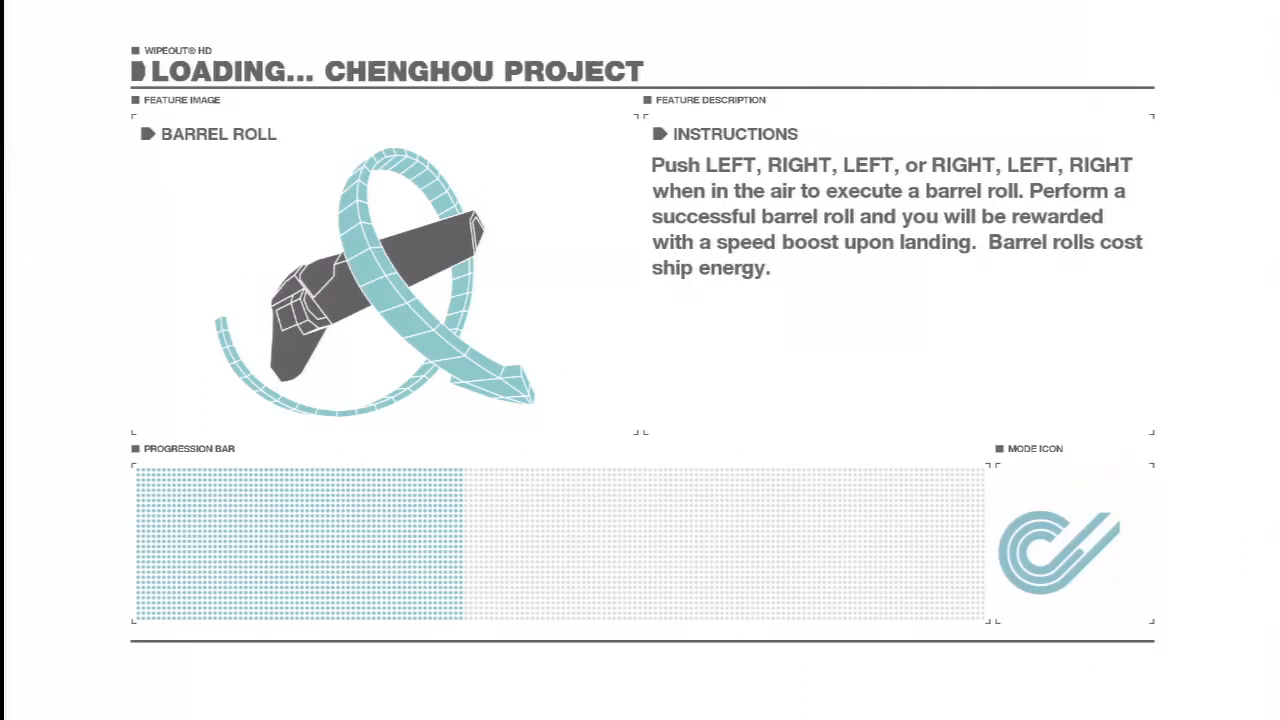 WIPEOUT® HD
LOADING... CHENGHOU PROJECT
FEATURE IMAGE
BARREL ROLL
FEATURE DESCRIPTION
INSTRUCTIONS
Push LEFT, RIGHT, LEFT, or RIGHT, LEFT, RIGHT
when in the air to execute a barrel roll. Perform a
successful barrel roll and you will be rewarded
with a speed boost upon landing.  Barrel rolls cost
ship energy.
PROGRESSION BAR
MODE ICON